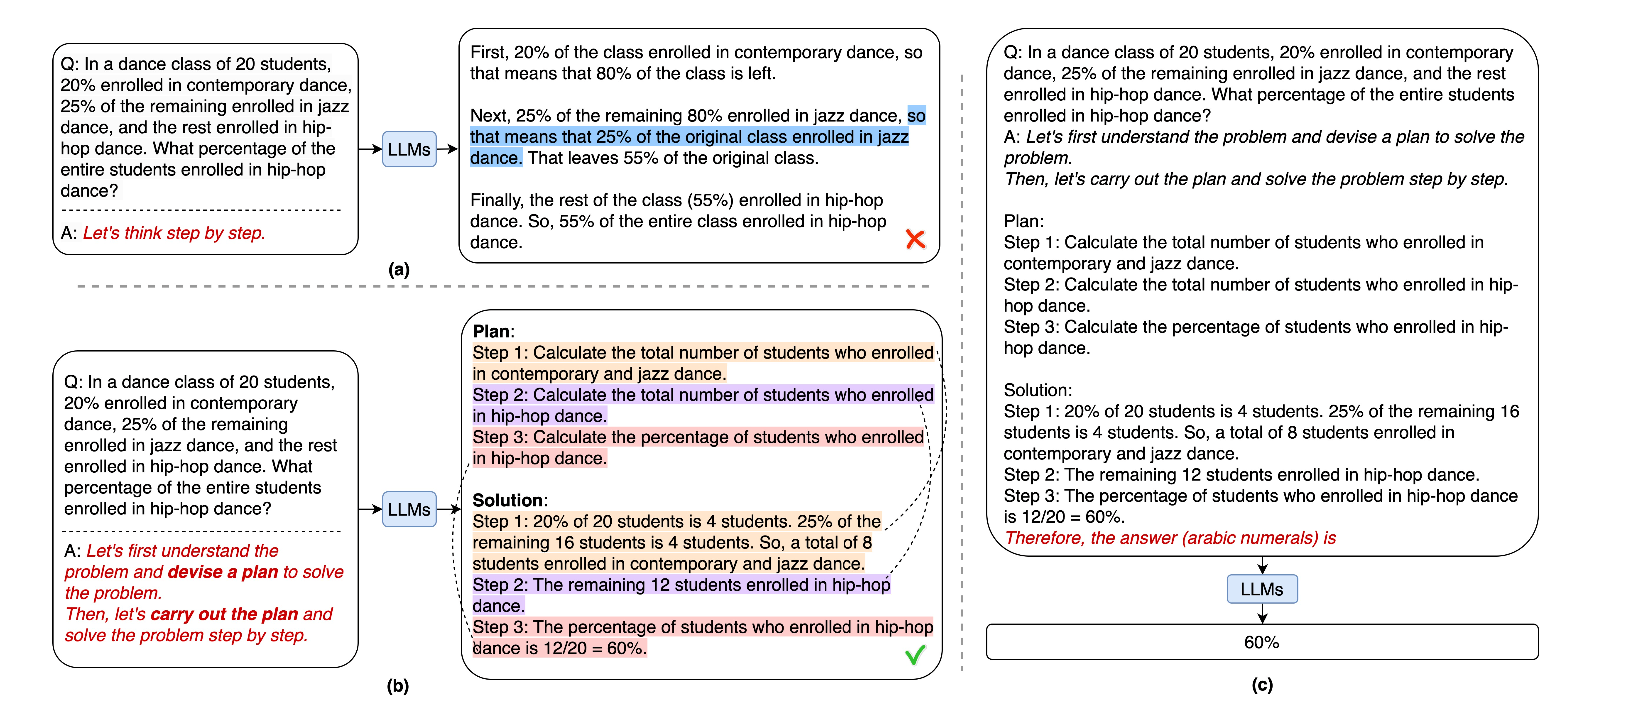 Q: In a dance class of 20 students,
20% enrolled in contemporary dance,
25% of the remaining enrolled in jazz
dance, and the rest enrolled in hip-
hop dance. What percentage of the
entire students enrolled in hip-hop
dance?
A: Let's think step by step.
LLMs
First, 20% of the class enrolled in contemporary dance, so
that means that 80% of the class is left.
Next, 25% of the remaining 80% enrolled in jazz dance, so
that means that 25% of the original class enrolled in jazz
dance. That leaves 55% of the original class.
Finally, the rest of the class (55%) enrolled in hip-hop
dance. So, 55% of the entire class enrolled in hip-hop
dance.
(a)
Q: In a dance class of 20 students,
20% enrolled in contemporary
dance, 25% of the remaining
enrolled in jazz dance, and the rest
enrolled in hip-hop dance. What
percentage of the entire students
enrolled in hip-hop dance?
A: Let's first understand the
problem and devise a plan to solve
the problem.
Then, let's carry out the plan and
solve the problem step by step.
LLMs
Plan:
Step 1: Calculate the total number of students who enrolled
in contemporary and jazz dance.
Step 2: Calculate the total number of students who enrolled
in hip-hop dance.
Step 3: Calculate the percentage of students who enrolled
in hip-hop dance.
Solution:
Step 1: 20% of 20 students is 4 students. 25% of the
remaining 16 students is 4 students. So, a total of 8
students enrolled in contemporary and jazz dance.
Step 2: The remaining 12 students enrolled in hip-hop
dance.
Step 3: The percentage of students who enrolled in hip-hop
dance is 12/20 = 60%.
(b)
Q: In a dance class of 20 students, 20% enrolled in contemporary
dance, 25% of the remaining enrolled in jazz dance, and the rest
enrolled in hip-hop dance. What percentage of the entire students
enrolled in hip-hop dance?
A: Let's first understand the problem and devise a plan to solve the
problem.
Then, let's carry out the plan and solve the problem step by step.
Plan:
Step 1: Calculate the total number of students who enrolled in
contemporary and jazz dance.
Step 2: Calculate the total number of students who enrolled in hip-
hop dance.
Step 3: Calculate the percentage of students who enrolled in hip-
hop dance.
Solution:
Step 1: 20% of 20 students is 4 students. 25% of the remaining 16
students is 4 students. So, a total of 8 students enrolled in
contemporary and jazz dance.
Step 2: The remaining 12 students enrolled in hip-hop dance.
Step 3: The percentage of students who enrolled in hip-hop dance
is 12/20 = 60%.
Therefore, the answer (arabic numerals) is
LLMs
60%
(c)